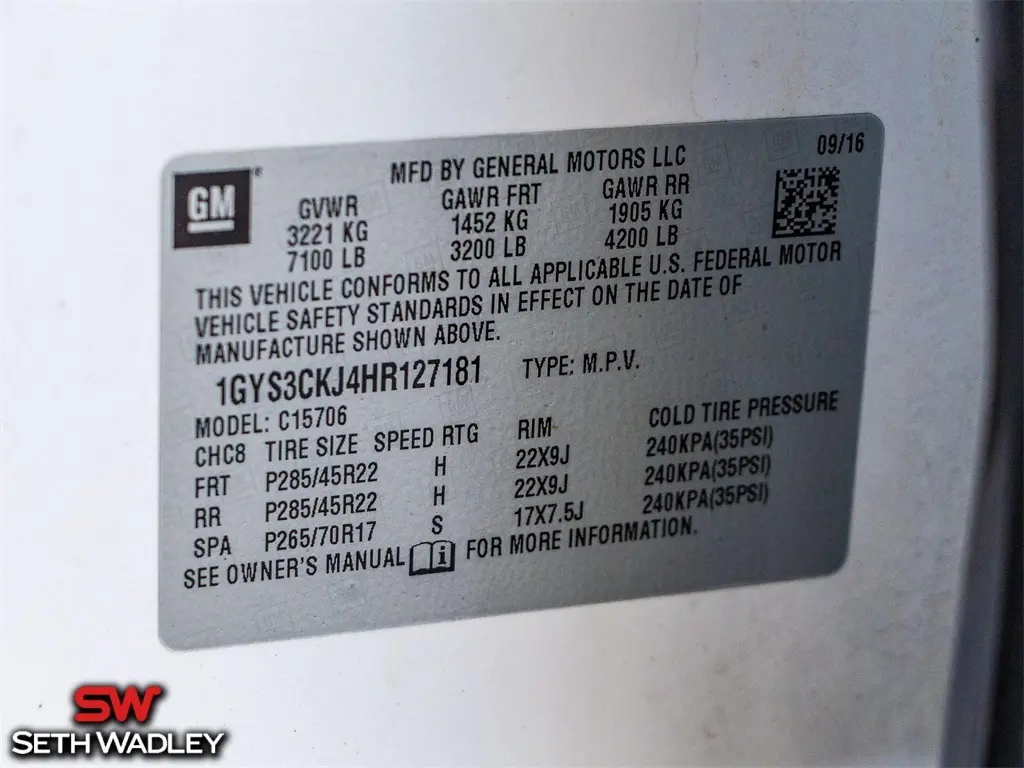 MFD BY GENERAL MOTORS LLC 09/16
GM®
GVWR GAWR FRT GAWR RR
3221 KG 1452 KG 1905 KG
7100 LB 3200 LB 4200 LB
THIS VEHICLE CONFORMS TO ALL APPLICABLE U.S. FEDERAL MOTOR
VEHICLE SAFETY STANDARDS IN EFFECT ON THE DATE OF
MANUFACTURE SHOWN ABOVE.
1GYS3CKJ4HR127181 TYPE: M.P.V.
MODEL: C15706
CHC8 TIRE SIZE SPEED RTG RIM COLD TIRE PRESSURE
FRT P285/45R22 H 22X9J 240KPA(35PSI)
RR P285/45R22 H 22X9J 240KPA(35PSI)
SPA P265/70R17 S 17X7.5J 240KPA(35PSI)
SEE OWNER'S MANUAL FOR MORE INFORMATION.
SW
SETH WADLEY